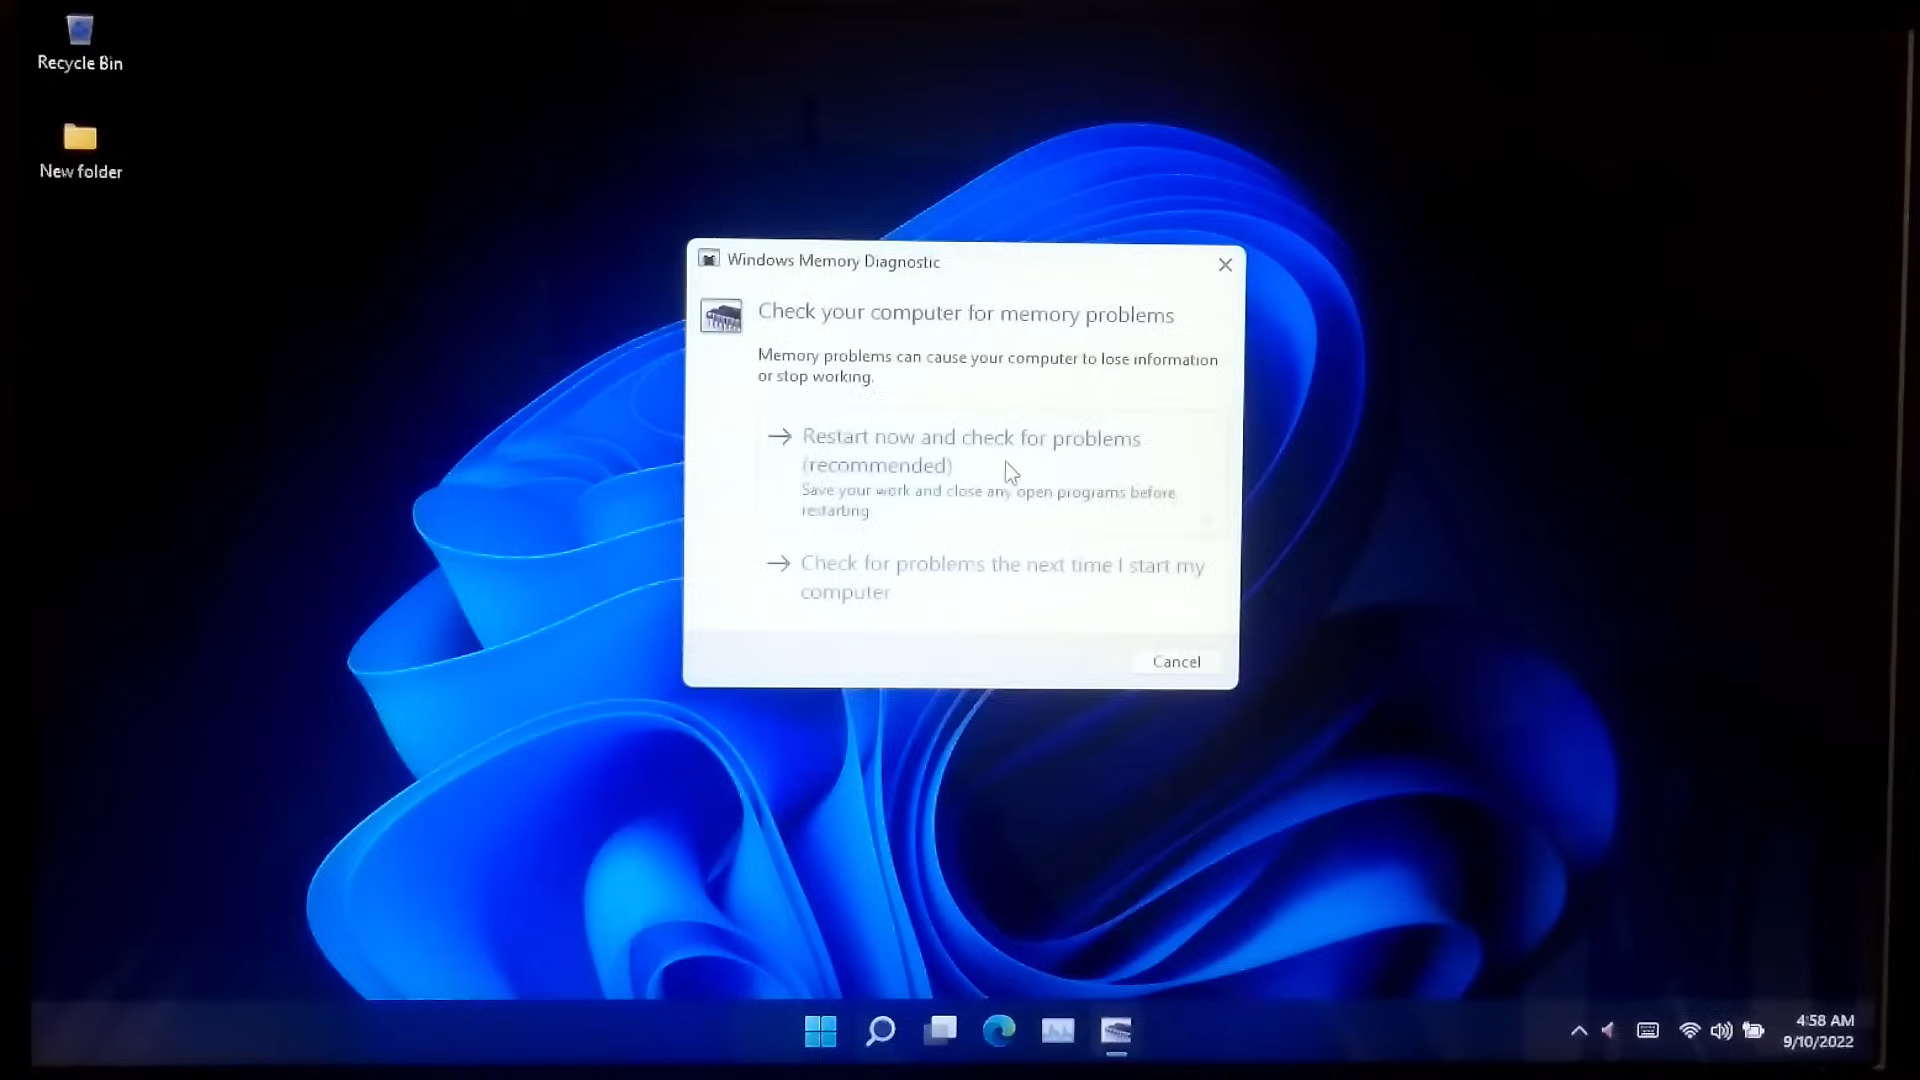 Recycle Bin
New folder
Windows Memory Diagnostic
Check your computer for memory problems
Memory problems can cause your computer to lose information
or stop working.
Restart now and check for problems
(recommended)
Save your work and close any open programs before
restarting
Check for problems the next time I start my
computer
Cancel
4:58 AM
9/10/2022